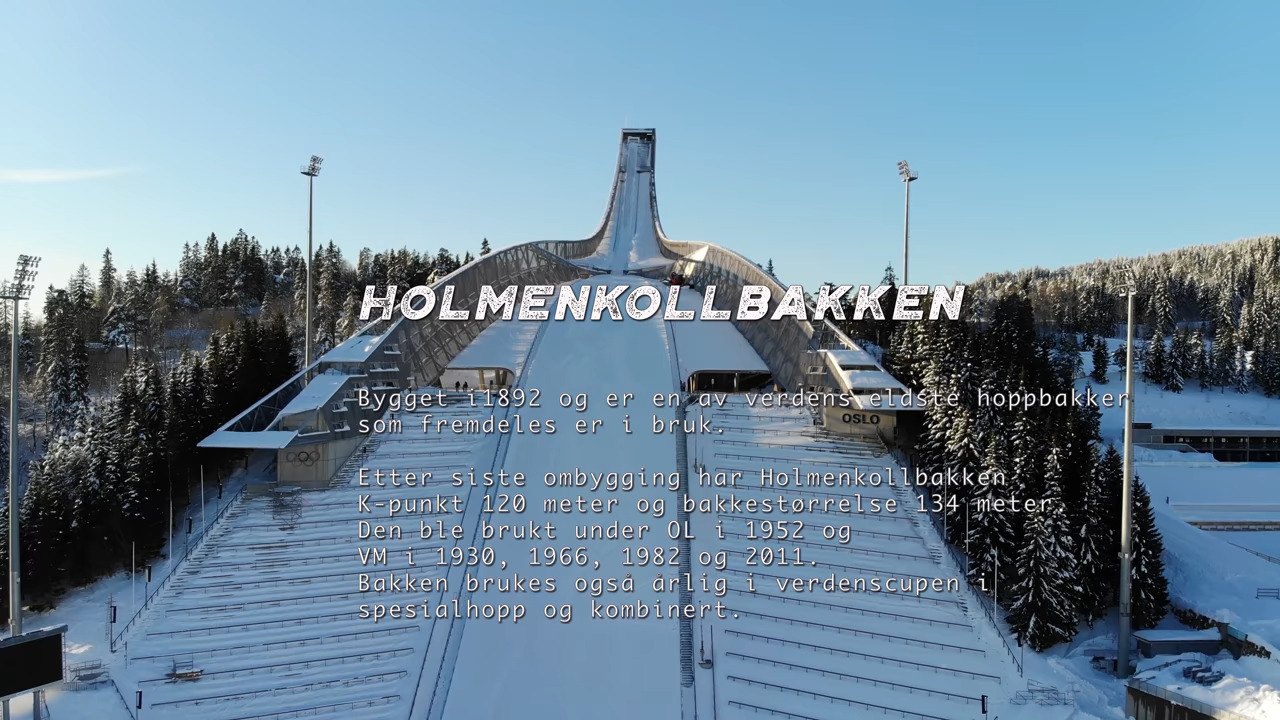 HOLMENKOLLBAKKEN
Bygget i1892 og er en av verdens eldste hoppbakker
som fremdeles er i bruk.
OSLO
Etter siste ombygging har Holmenkollbakken
K-punkt 120 meter og bakkestørrelse 134 meter.
Den ble brukt under OL i 1952 og
VM i 1930, 1966, 1982 og 2011.
Bakken brukes også årlig i verdenscupen i
spesialhopp og kombinert.